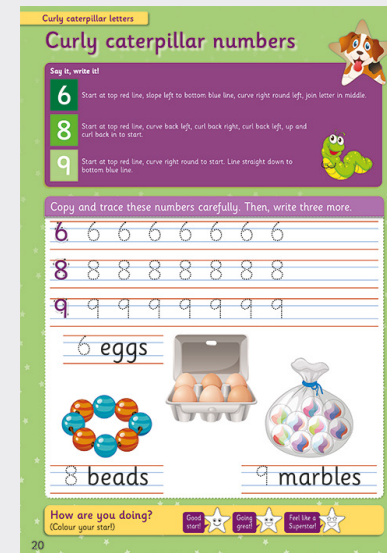 Curly caterpillar letters
Curly caterpillar numbers
Say it, write it!
6 Start at top red line, slope left to bottom blue line, curve right round left, join letter in middle.
8 Start at top red line, curve back left, curl back right, curl back left, up and
curl back in to start.
9 Start at top red line, curve right round to start. Line straight down to
bottom blue line.
Copy and trace these numbers carefully. Then, write three more.
6 6 6 6 6 6 6 6
8 8 8 8 8 8 8 8
9 9 9 9 9 9 9 9
6 eggs
8 beads
9 marbles
How are you doing?
(Colour your star!)
Good
start!
Going
great!
Feel like a
Superstar!
20